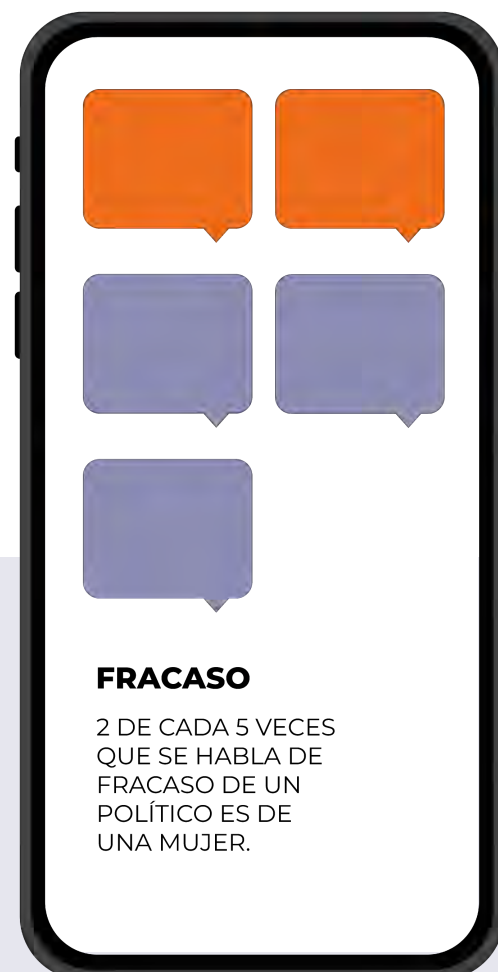 FRACASO
2 DE CADA 5 VECES
QUE SE HABLA DE
FRACASO DE UN
POLÍTICO ES DE
UNA MUJER.